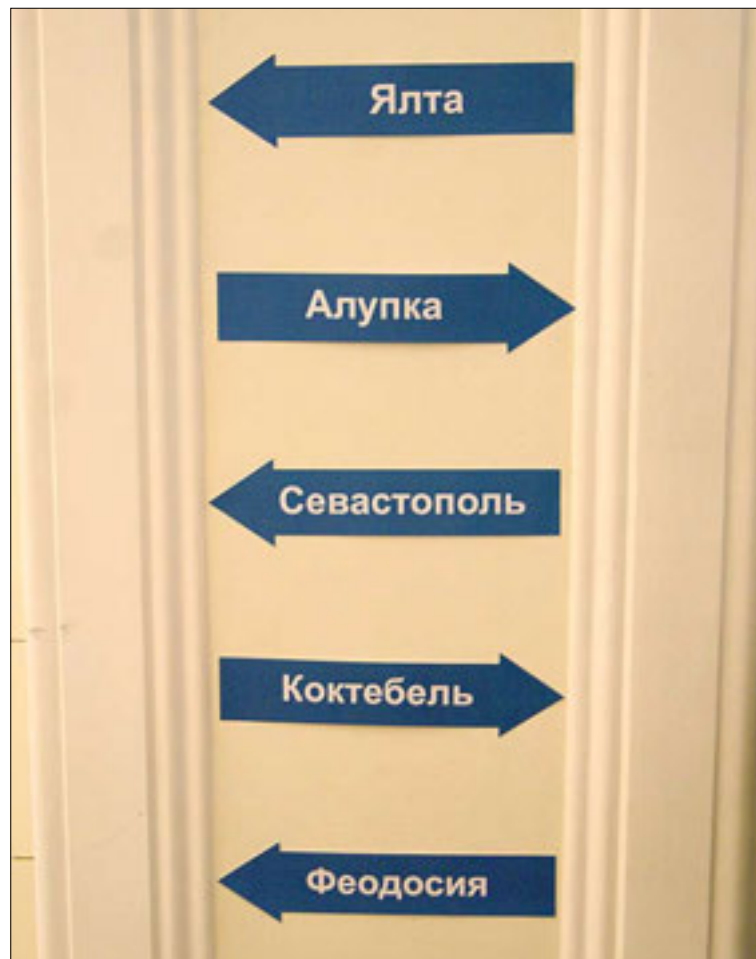 Ялта
Алупка
Севастополь
Коктебель
Феодосия